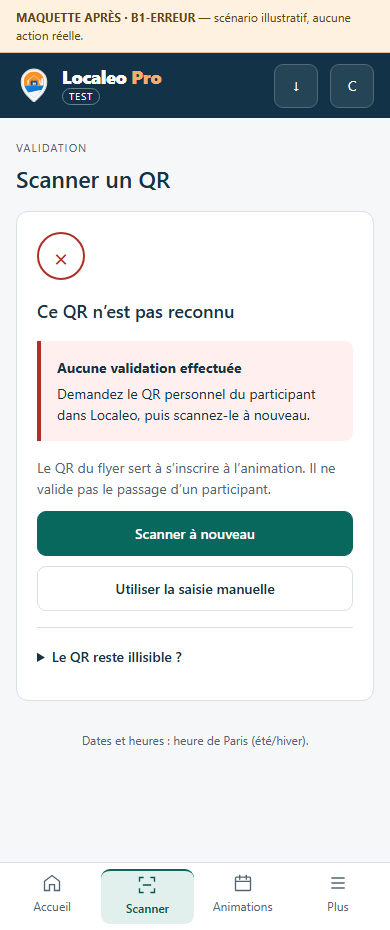 MAQUETTE APRÈS · B1-ERREUR — scénario illustratif, aucune
action réelle.
Localeo Pro
TEST
↓
C
VALIDATION
Scanner un QR
×
Ce QR n’est pas reconnu
Aucune validation effectuée
Demandez le QR personnel du participant
dans Localeo, puis scannez-le à nouveau.
Le QR du flyer sert à s’inscrire à l’animation. Il ne
valide pas le passage d’un participant.
Scanner à nouveau
Utiliser la saisie manuelle
Le QR reste illisible ?
Dates et heures : heure de Paris (été/hiver).
Accueil
Scanner
Animations
Plus